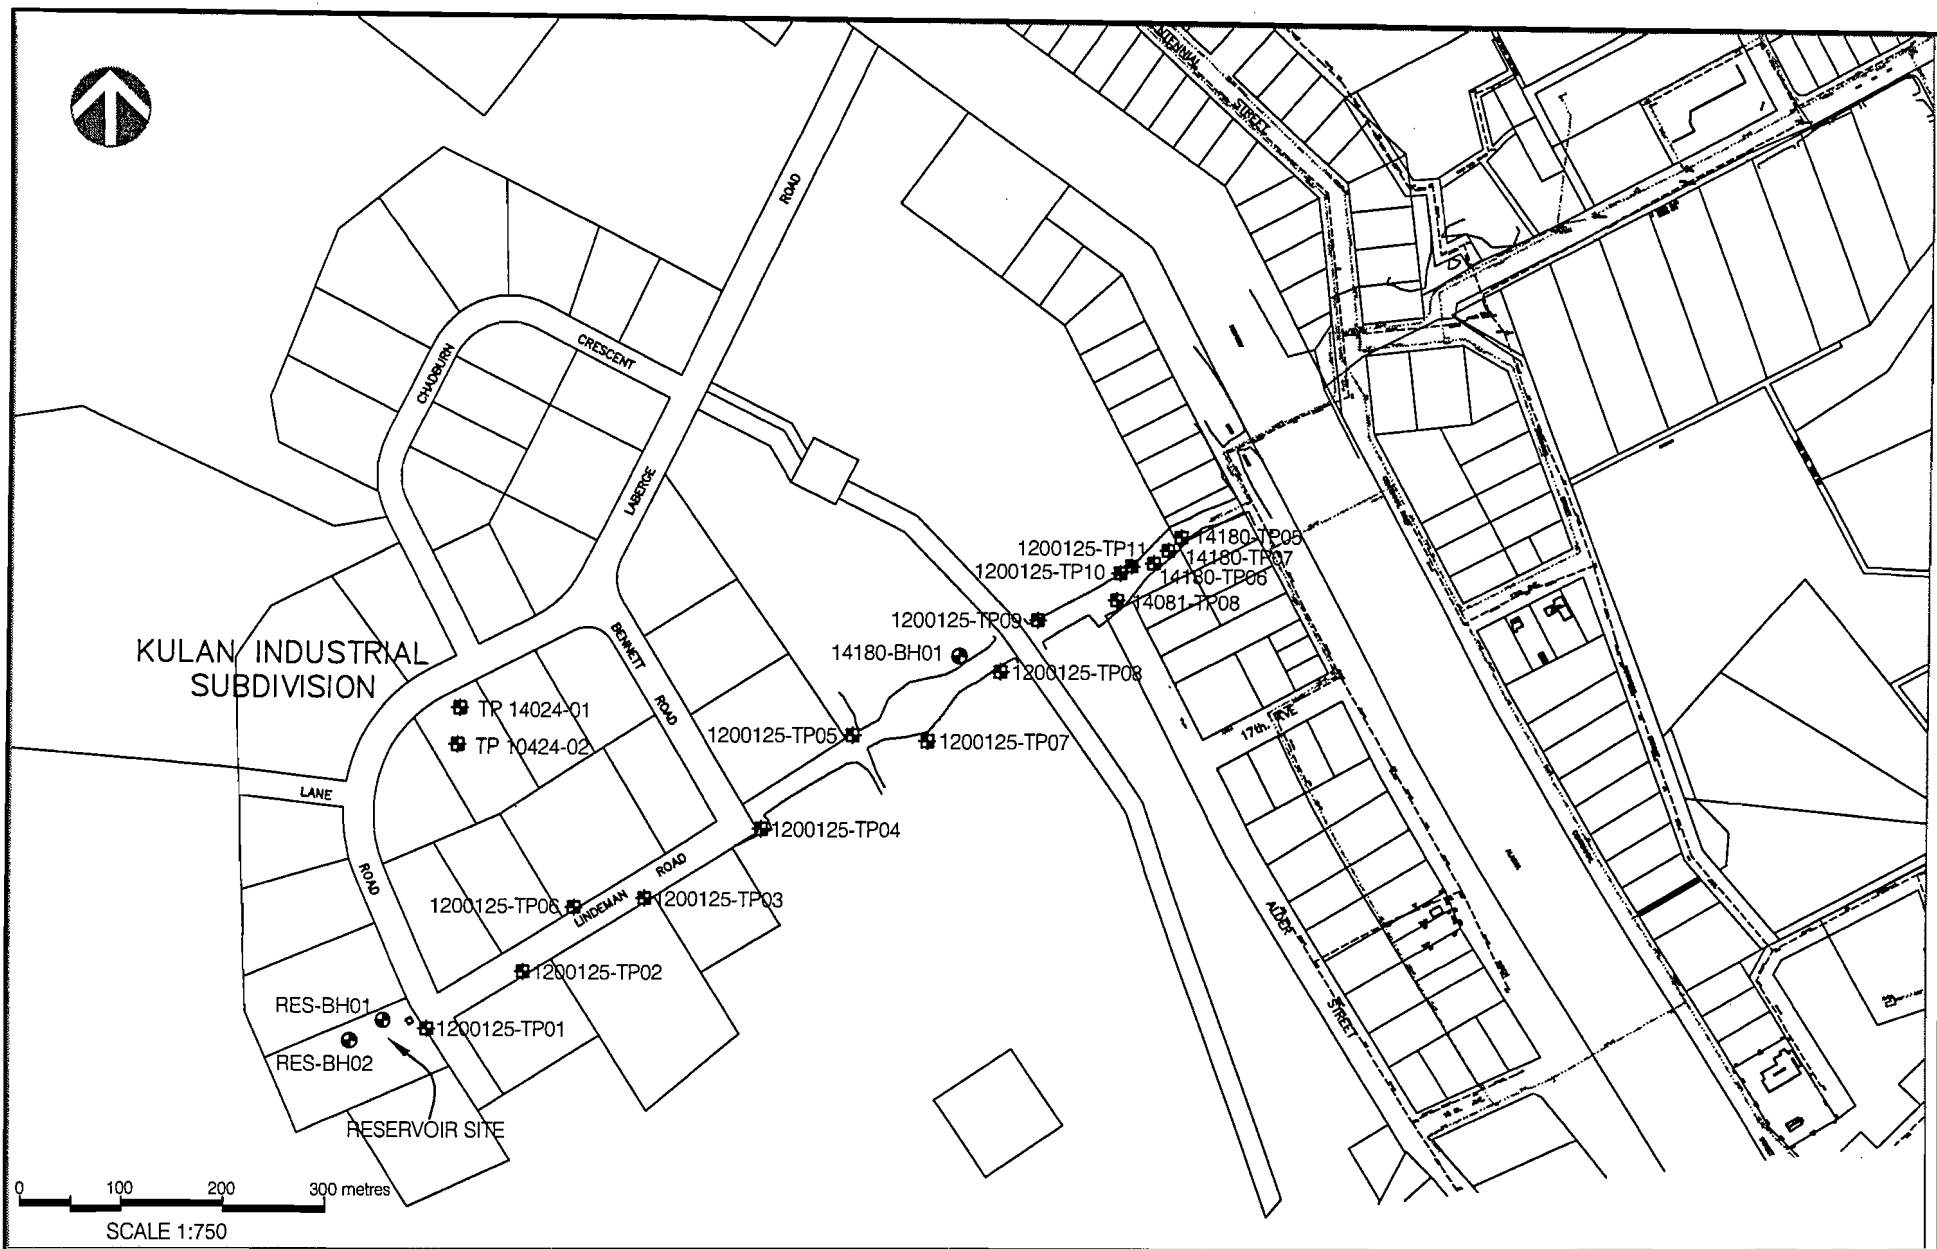 STREET
ROAD
CRESCENT
CHADBURN
LABERGE
1200125-TP11
14180-TP05
14180-TP07
1200125-TP10
14180-TP06
14081-TP08
1200125-TP09
BENNETT
ROAD
KULAN INDUSTRIAL
SUBDIVISION
14180-BH01
1200125-TP08
TP 14024-01
TP 10424-02
1200125-TP05
1200125-TP07
17th. AVE
LANE
1200125-TP04
ROAD
LINDEMAN ROAD
1200125-TP06
1200125-TP03
ALDER
STREET
1200125-TP02
RES-BH01
1200125-TP01
RES-BH02
RESERVOIR SITE
0 100 200 300 metres
SCALE 1:750